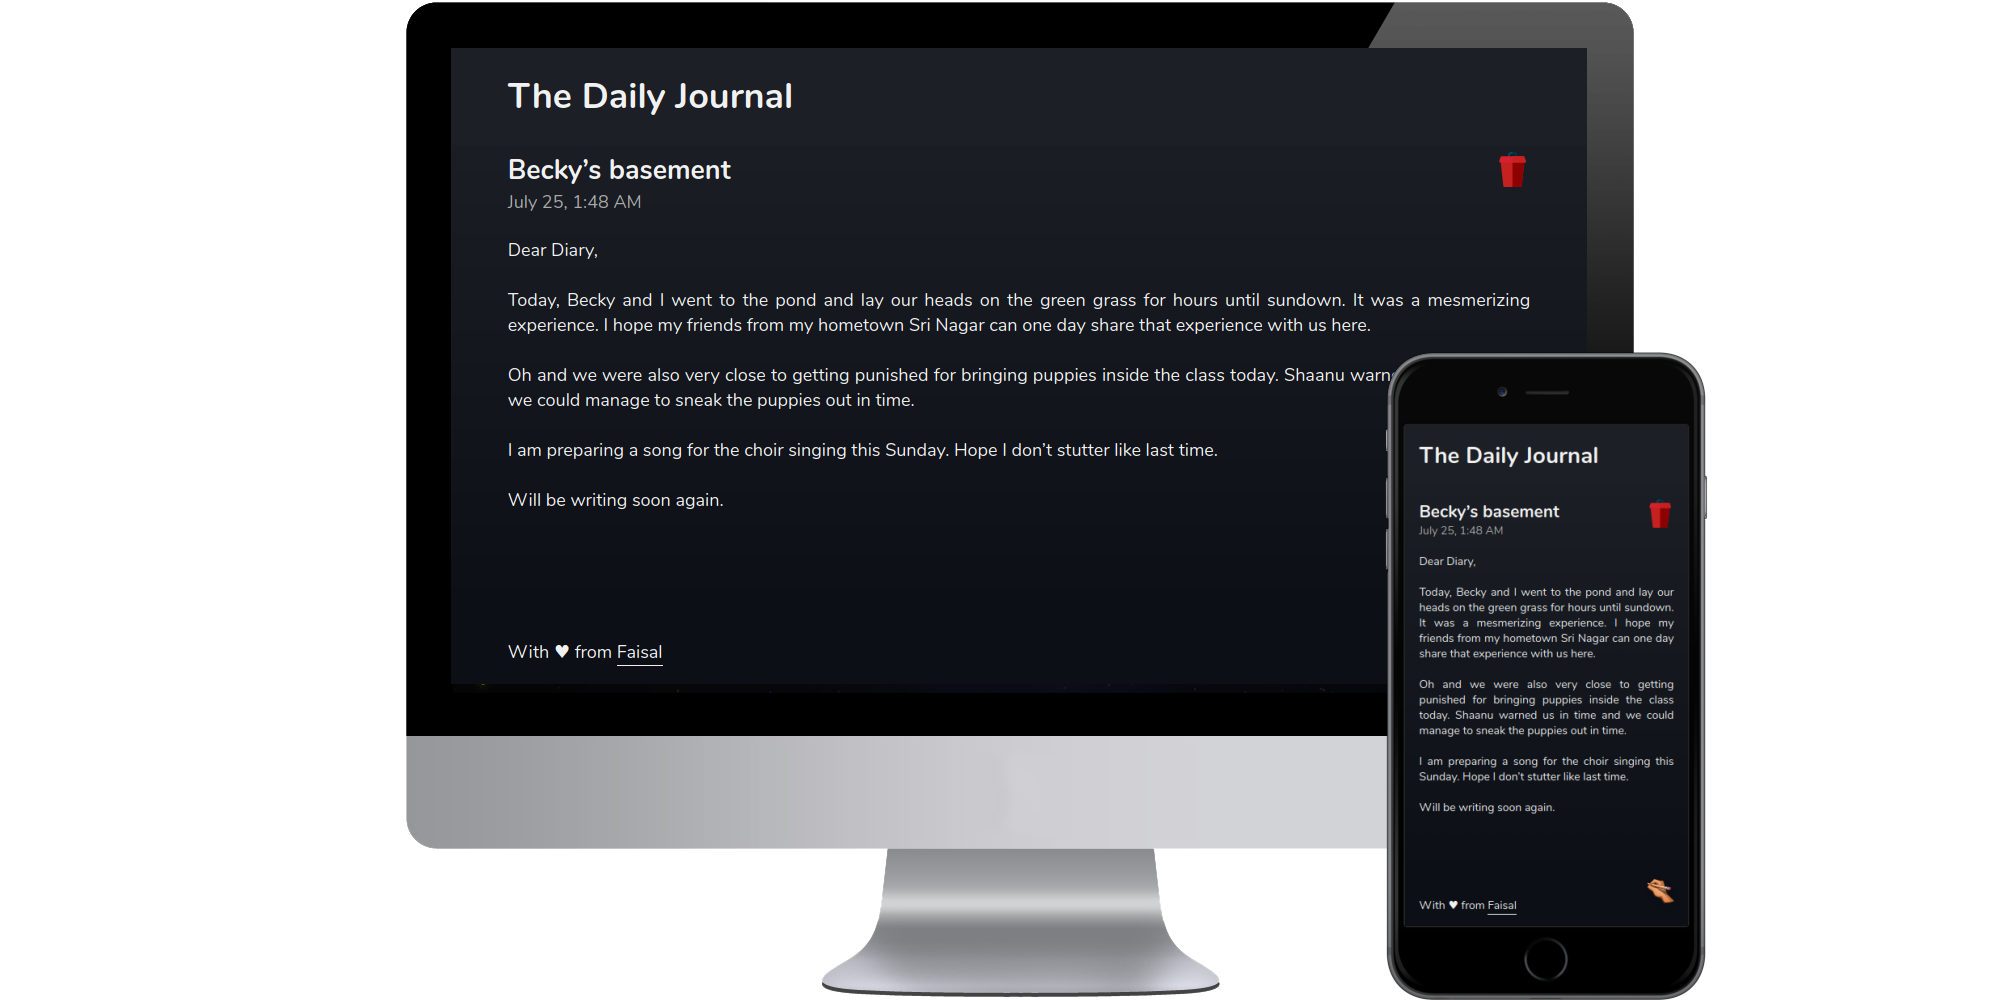 The Daily Journal
Becky’s basement
July 25, 1:48 AM
Dear Diary,
Today, Becky and I went to the pond and lay our heads on the green grass for hours until sundown. It was a mesmerizing
experience. I hope my friends from my hometown Sri Nagar can one day share that experience with us here.
Oh and we were also very close to getting punished for bringing puppies inside the class today. Shaanu warn
we could manage to sneak the puppies out in time.
I am preparing a song for the choir singing this Sunday. Hope I don’t stutter like last time.
Will be writing soon again.
With ♥ from Faisal
The Daily Journal
Becky’s basement
July 25, 1:48 AM
Dear Diary,
Today, Becky and I went to the pond and lay our
heads on the green grass for hours until sundown.
It was a mesmerizing experience. I hope my
friends from my hometown Sri Nagar can one day
share that experience with us here.
Oh and we were also very close to getting
punished for bringing puppies inside the class
today. Shaanu warned us in time and we could
manage to sneak the puppies out in time.
I am preparing a song for the choir singing this
Sunday. Hope I don’t stutter like last time.
Will be writing soon again.
With ♥ from Faisal